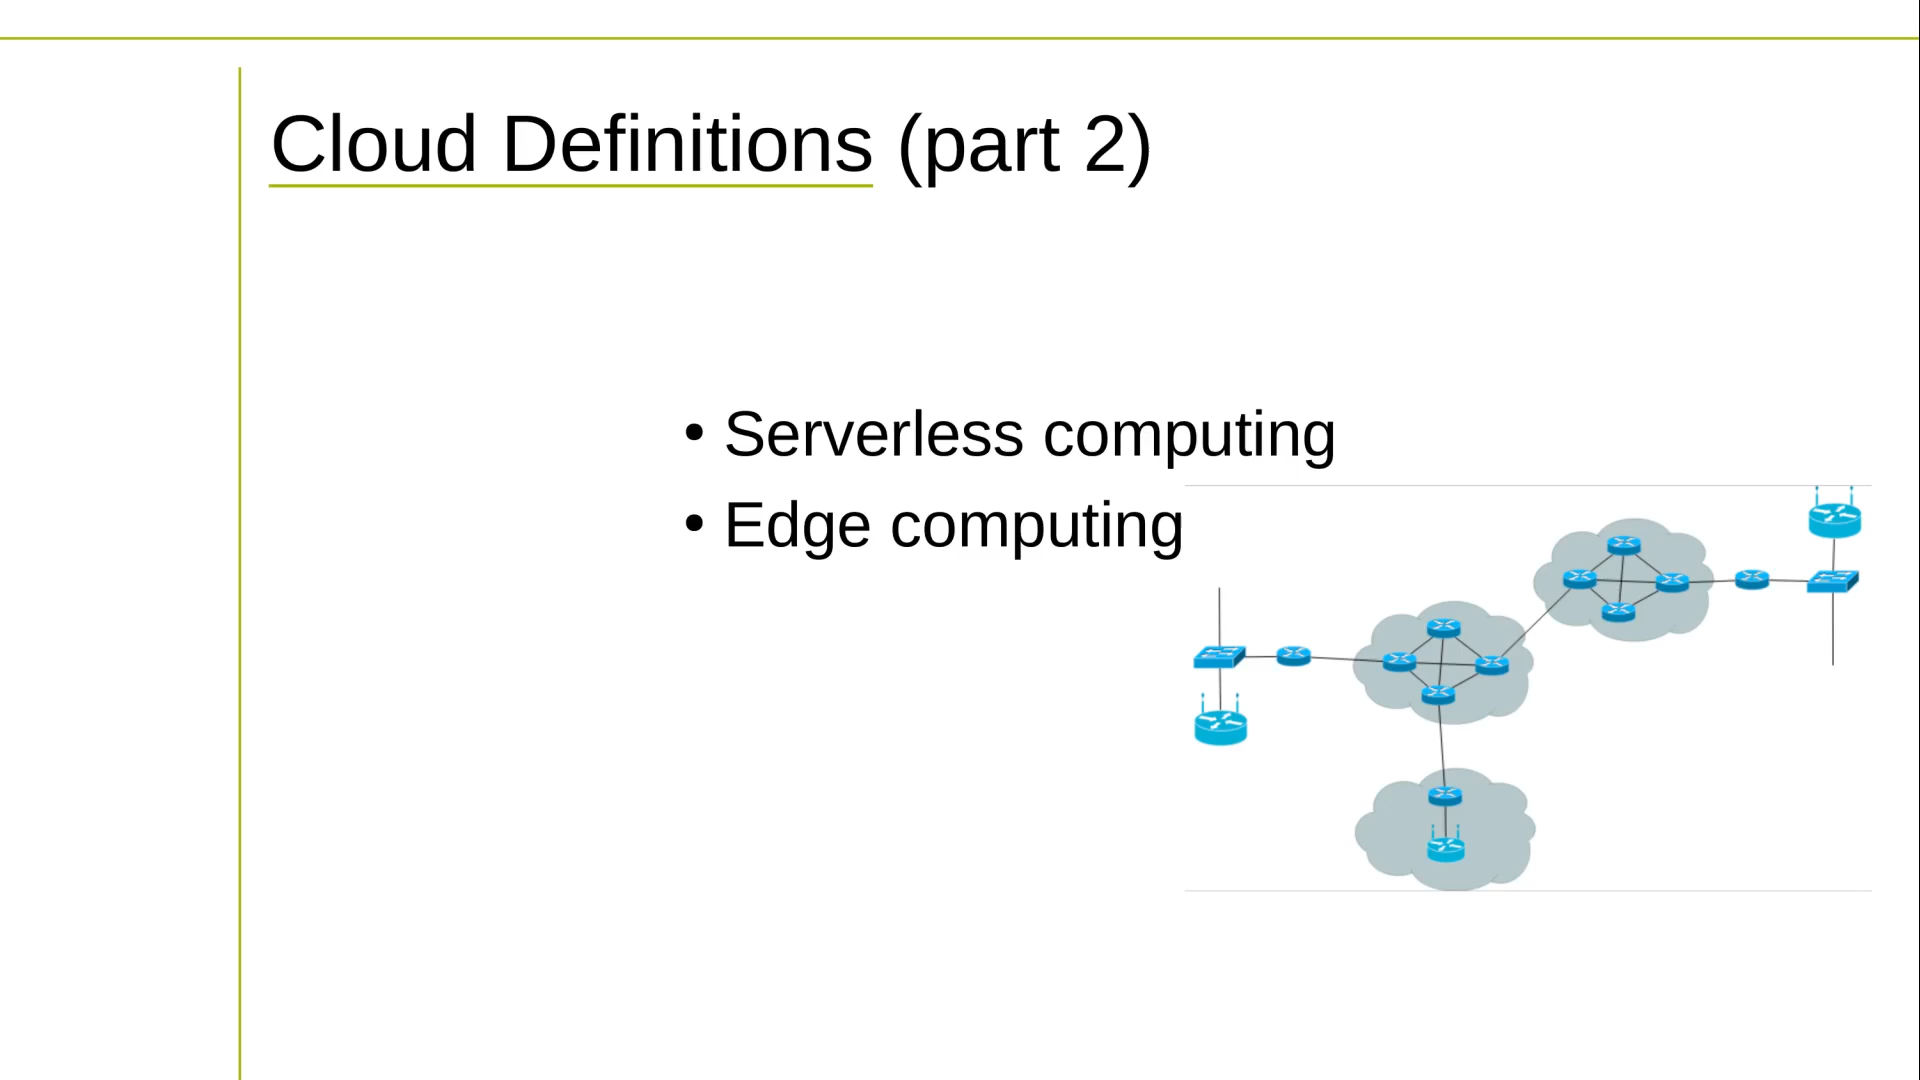 Cloud Definitions (part 2)
• Serverless computing
• Edge computing